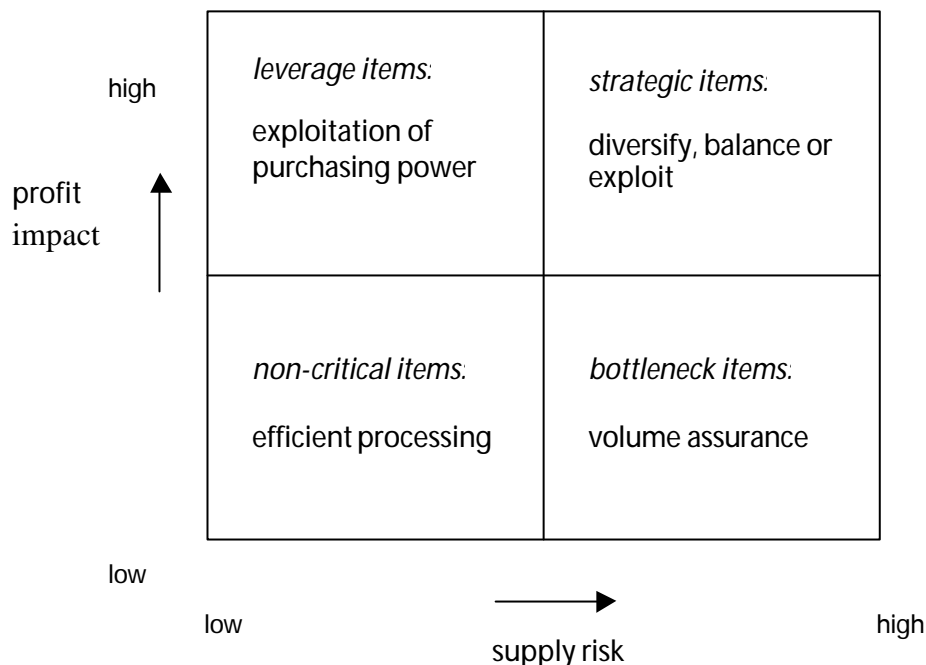 leverage items:
strategic items:
high
exploitation of
purchasing power
diversify, balance or
exploit
profit
impact
non-critical items:
bottleneck items:
efficient processing
volume assurance
low
low
high
supply risk